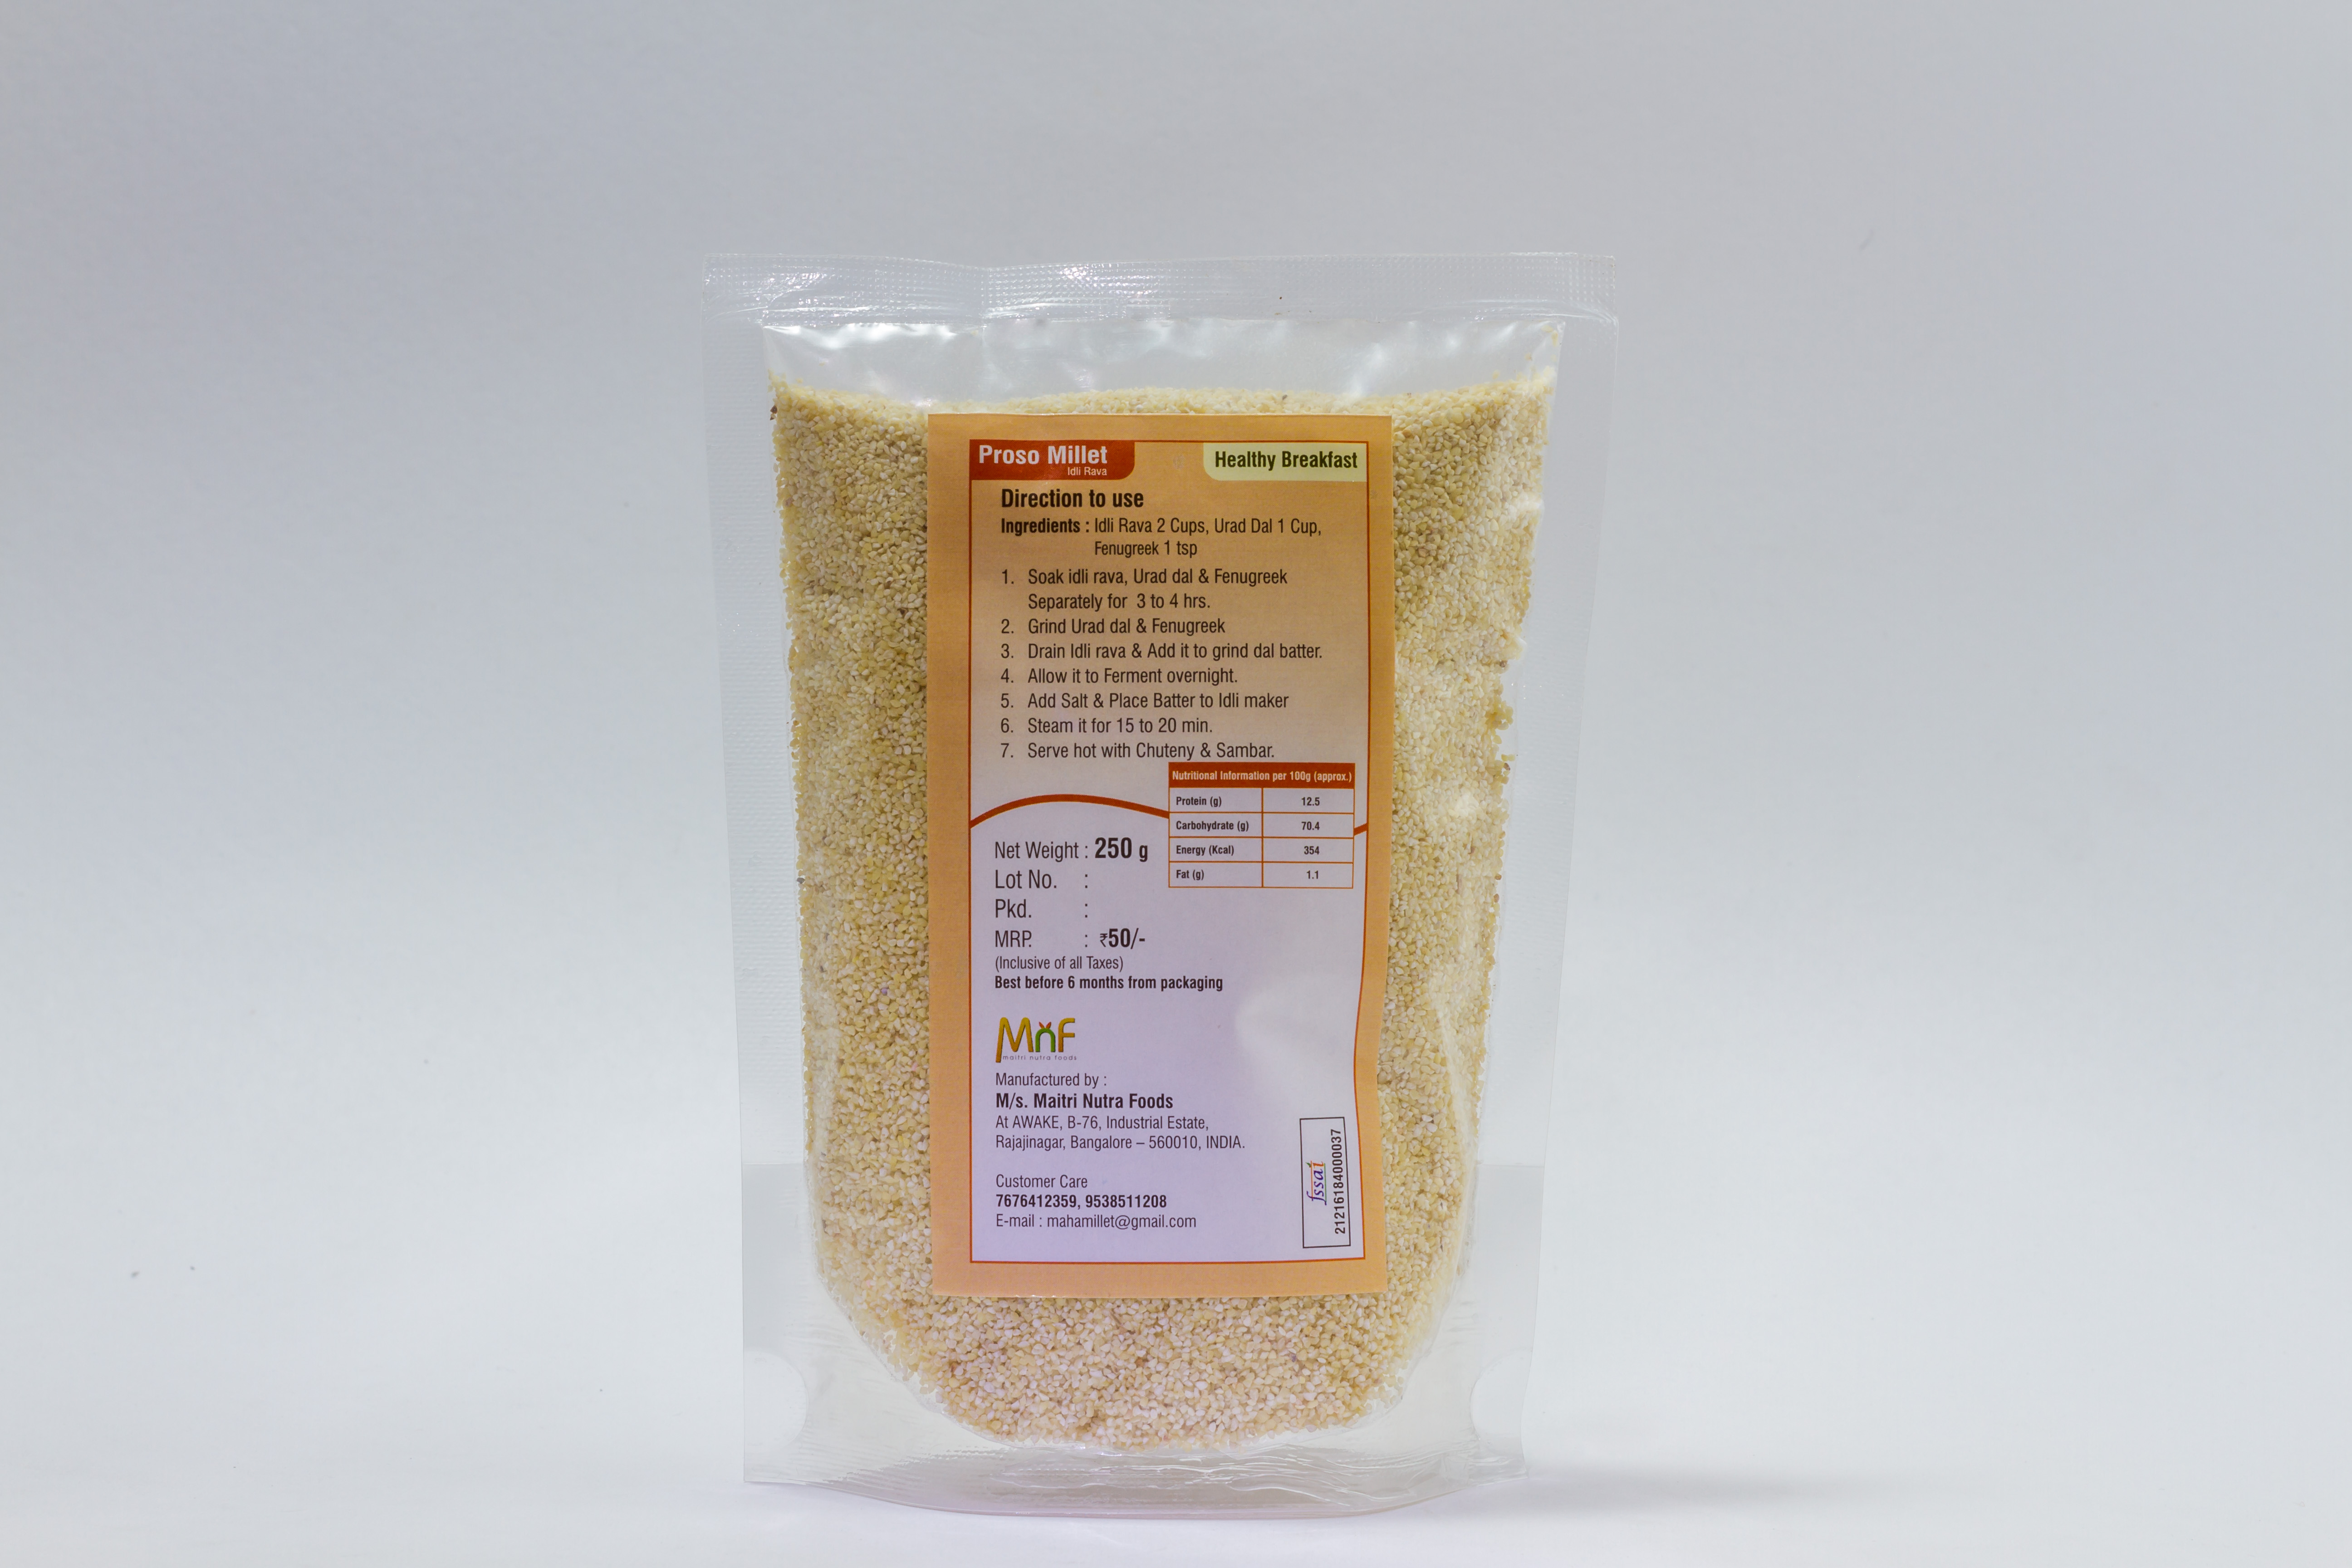 Proso Millet
Idli Rava
Healthy Breakfast
Direction to use
Ingredients : Idli Rava 2 Cups, Urad Dal 1 Cup,
Fenugreek 1 tsp
1. Soak idli rava, Urad dal & Fenugreek
Separately for 3 to 4 hrs.
2. Grind Urad dal & Fenugreek
3. Drain Idli rava & Add it to grind dal batter.
4. Allow it to Ferment overnight.
5. Add Salt & Place Batter to Idli maker
6. Steam it for 15 to 20 min.
7. Serve hot with Chuteny & Sambar.
Nutritional Information per 100g (approx.)
Protein (g) 12.5
Carbohydrate (g) 70.4
Energy (Kcal) 354
Fat (g) 1.1
Net Weight : 250 g
Lot No. :
Pkd. :
MRP. : ₹50/-
(Inclusive of all Taxes)
Best before 6 months from packaging
MnF
maitri nutra foods
Manufactured by :
M/s. Maitri Nutra Foods
At AWAKE, B-76, Industrial Estate,
Rajajinagar, Bangalore – 560010, INDIA.
Customer Care
7676412359, 9538511208
E-mail : mahamillet@gmail.com
fssai
21216184000037